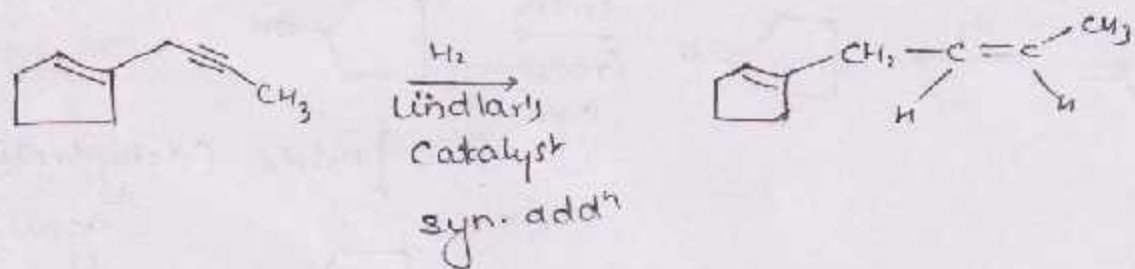 H₂
Lindlar's
Catalyst
syn. addⁿ
CH₃
CH₂ — C = C
CH₃
H
H